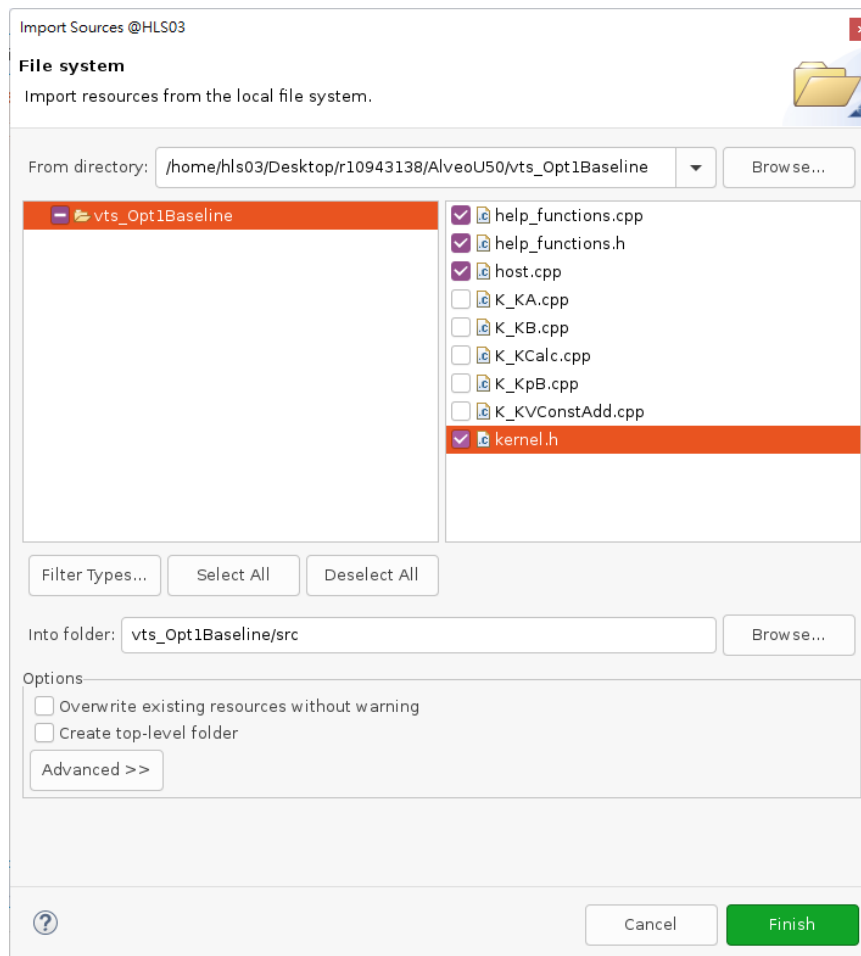 Import Sources @HLS03
File system
Import resources from the local file system.
From directory: /home/hls03/Desktop/r10943138/AlveoU50/vts_Opt1Baseline Browse...
vts_Opt1Baseline
help_functions.cpp
help_functions.h
host.cpp
K_KA.cpp
K_KB.cpp
K_KCalc.cpp
K_KpB.cpp
K_KVConstAdd.cpp
kernel.h
Filter Types... Select All Deselect All
Into folder: vts_Opt1Baseline/src Browse...
Options
Overwrite existing resources without warning
Create top-level folder
Advanced >>
Cancel Finish